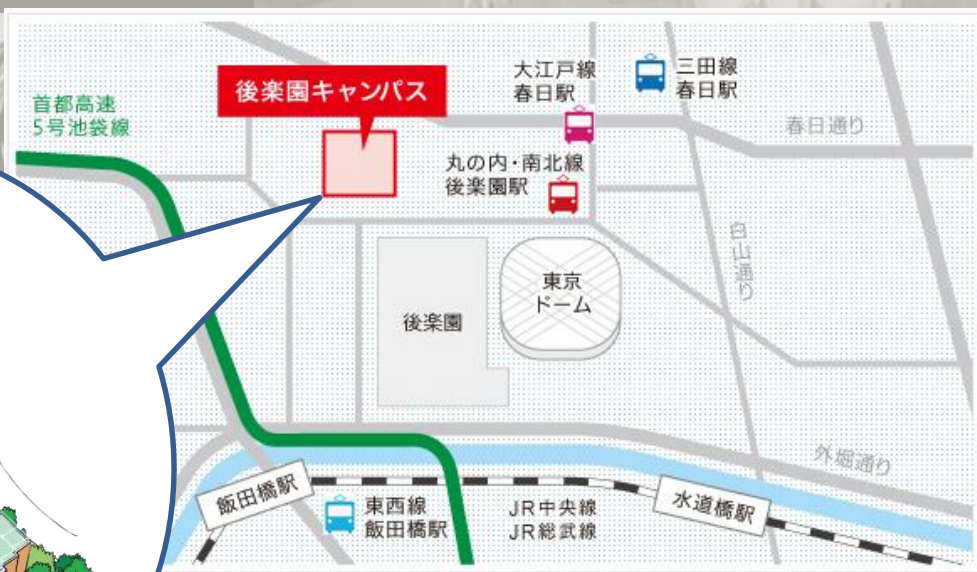 首都高速
5号池袋線
後楽園キャンパス
大江戸線
春日駅
三田線
春日駅
春日通り
丸の内・南北線
後楽園駅
白山通り
東京
ドーム
後楽園
外堀通り
飯田橋駅
東西線
飯田橋駅
JR中央線
JR総武線
水道橋駅